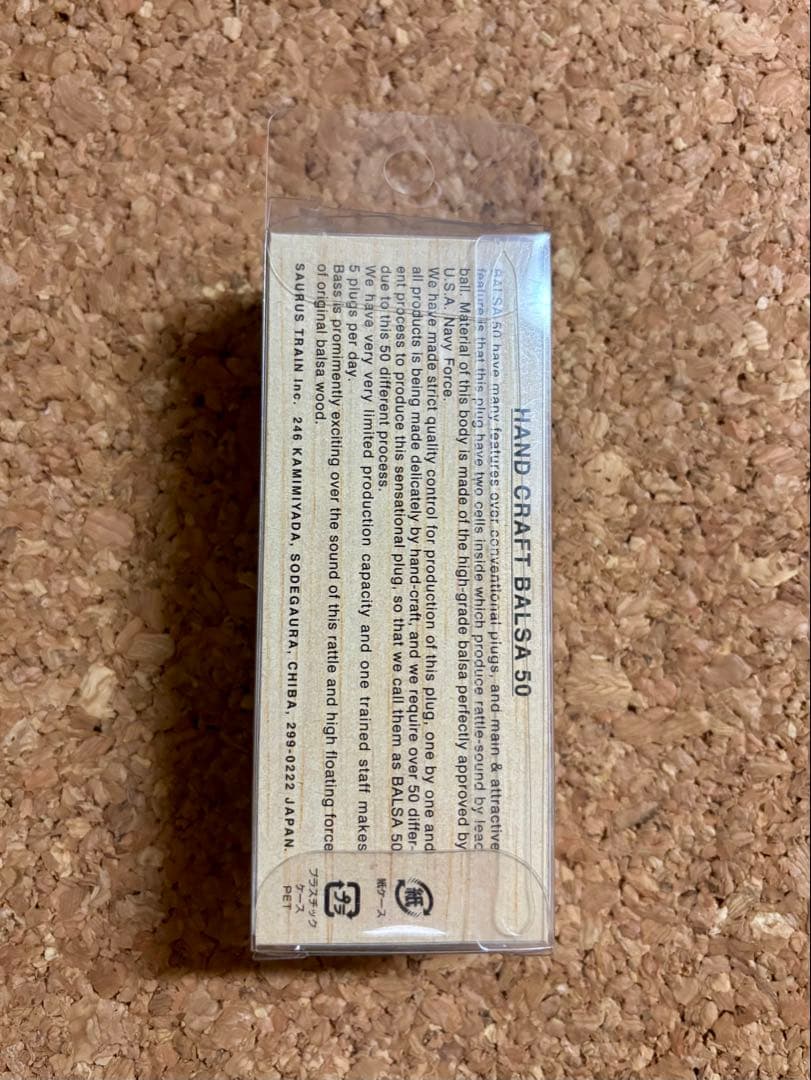 HAND CRAFT BALSA 50
BALSA 50 have many features over conventional plugs, and main & attractive
feature is that this plug have two cells inside which produce rattle-sound by lead
ball. Material of this body is made of the high-grade balsa perfectly approved by
U.S.A. Navy Force.
We have made strict quality control for production of this plug, one by one and
all products is being made delicately by hand-craft, and we require over 50 differ-
ent process to produce this sensational plug, so that we call them as BALSA 50
due to this 50 different process.
We have very very limited production capacity and one trained staff makes
5 plugs per day.
Bass is promimently exciting over the sound of this rattle and high floating force
of original balsa wood.
SAURUS TRAIN Inc. 246 KAMIMIYADA, SODEGAURA, CHIBA, 299-0222 JAPAN.
紙
紙ケース
プラ
プラスチック
ケース
PET